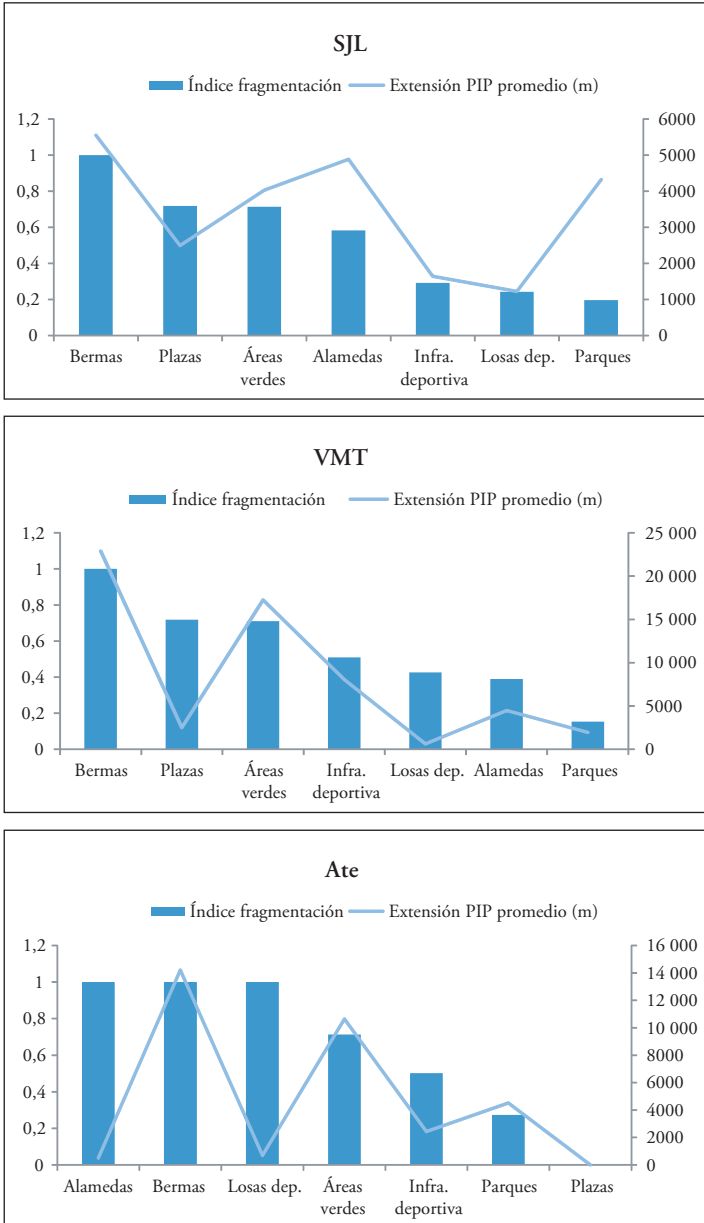 SJL
Índice fragmentación Extensión PIP promedio (m)
1,2 6000
1 5000
0,8 4000
0,6 3000
0,4 2000
0,2 1000
0 0
Bermas Plazas Áreas verdes Alamedas Infra. deportiva Losas dep. Parques
VMT
Índice fragmentación Extensión PIP promedio (m)
1,2 25 000
1 20 000
0,8 15 000
0,6 10 000
0,4 5000
0,2 0
0
Bermas Plazas Áreas verdes Infra. deportiva Losas dep. Alamedas Parques
Ate
Índice fragmentación Extensión PIP promedio (m)
1,2 16 000
1 14 000
0,8 12 000
0,6 10 000
0,4 8000
0,2 6000
0 4000
2000
0
Alamedas Bermas Losas dep. Áreas verdes Infra. deportiva Parques Plazas